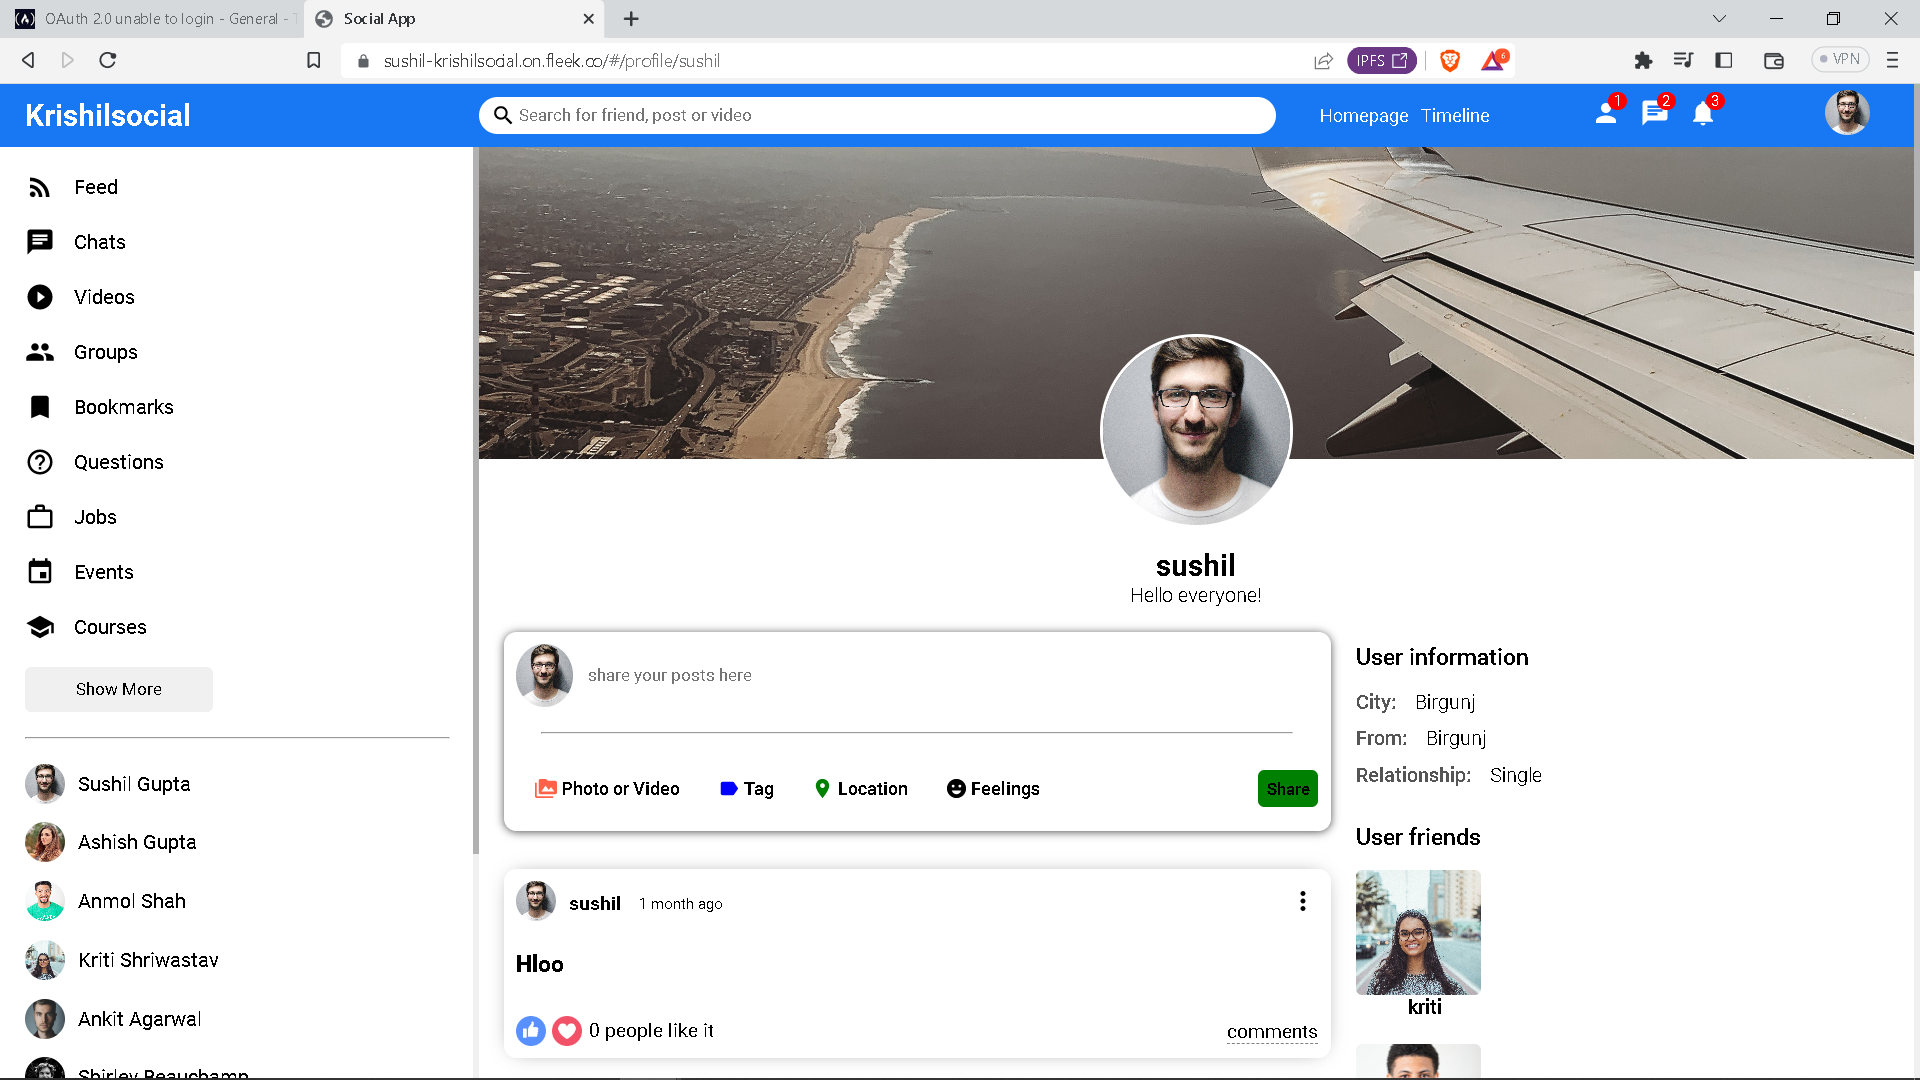 OAuth 2.0 unable to login - General -
Social App
sushil-krishilsocial.on.fleek.co/#/profile/sushil
IPFS
6
VPN
Krishilsocial
Search for friend, post or video
Homepage
Timeline
1
2
3
Feed
Chats
Videos
Groups
Bookmarks
Questions
Jobs
Events
Courses
Show More
Sushil Gupta
Ashish Gupta
Anmol Shah
Kriti Shriwastav
Ankit Agarwal
Shirley Beauchamp
sushil
Hello everyone!
share your posts here
Photo or Video
Tag
Location
Feelings
Share
sushil 1 month ago
Hloo
0 people like it
comments
User information
City: Birgunj
From: Birgunj
Relationship: Single
User friends
kriti